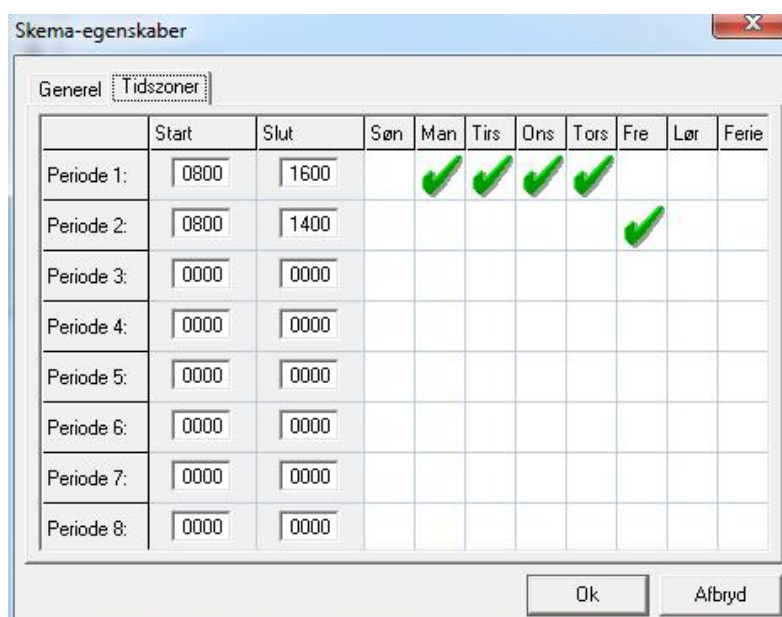 Skema-egenskaber
Generel Tidszoner
Start Slut Søn Man Tirs Ons Tors Fre Lør Ferie
Periode 1: 0800 1600
Periode 2: 0800 1400
Periode 3: 0000 0000
Periode 4: 0000 0000
Periode 5: 0000 0000
Periode 6: 0000 0000
Periode 7: 0000 0000
Periode 8: 0000 0000
Ok Afbryd